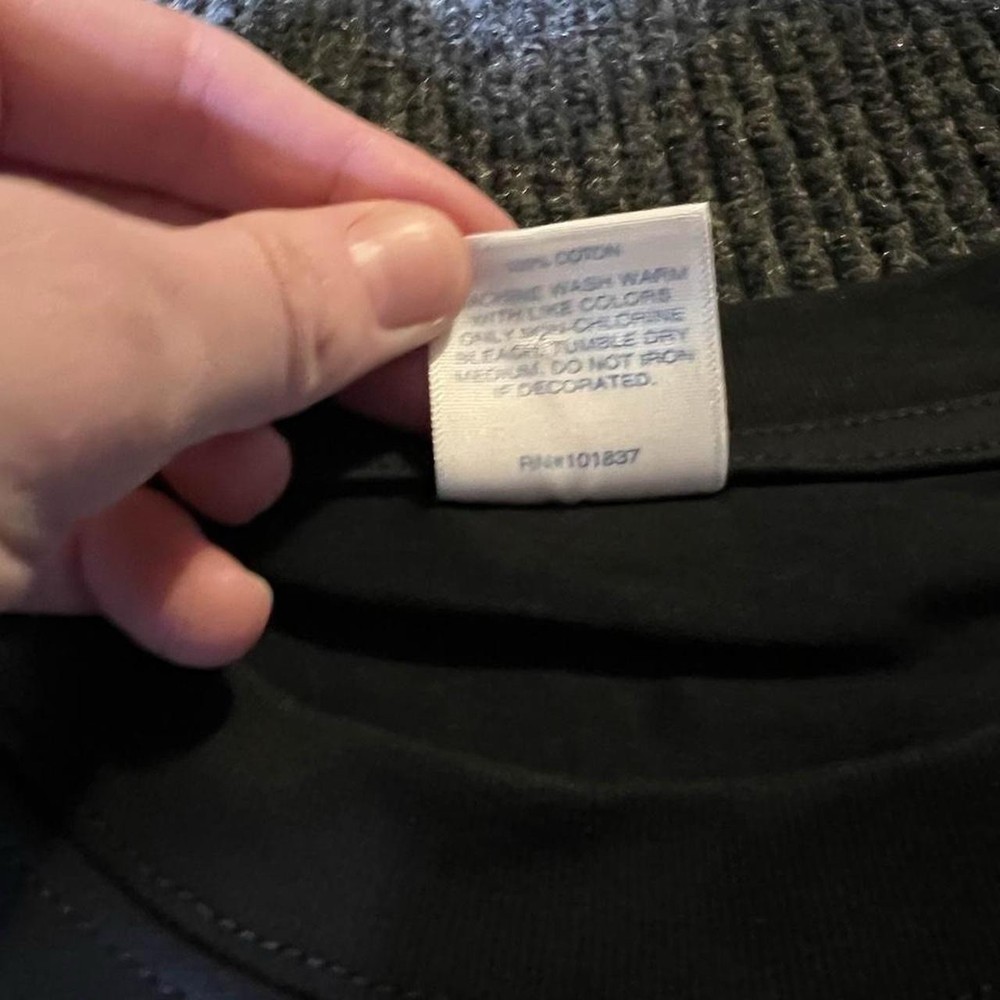 100% COTON
MACHINE WASH WARM
WITH LIKE COLORS
ONLY NON-CHLORINE
BLEACH, TUMBLE DRY
MEDIUM. DO NOT IRON
IF DECORATED.
RN#101837